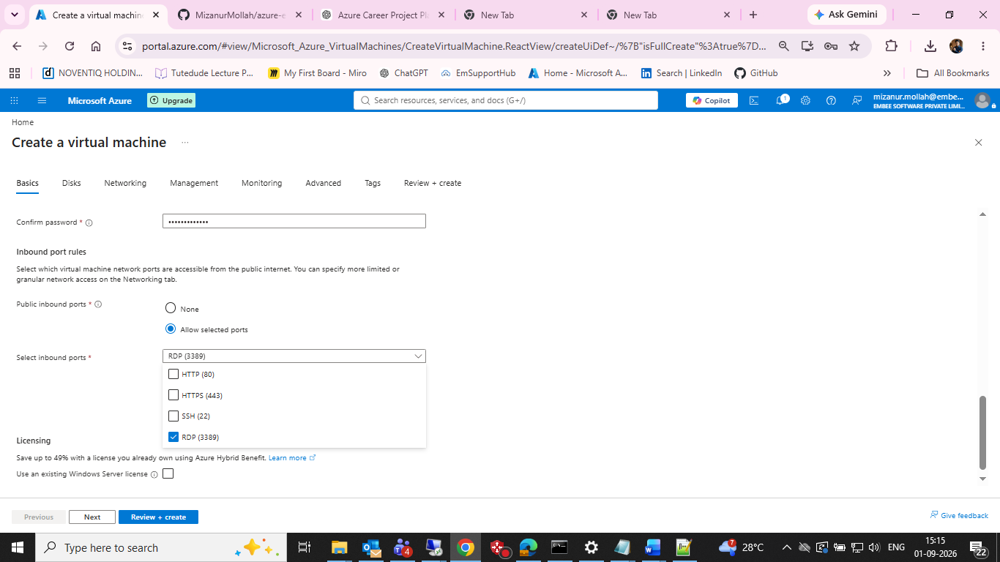 Create a virtual machine
MizanurMollah/azure-e
Azure Career Project Pl
New Tab
New Tab
Ask Gemini
portal.azure.com/#view/Microsoft_Azure_VirtualMachines/CreateVirtualMachine.ReactView/createUiDef~/%7B"isFullCreate"%3Atrue%7D...
NOVENTIQ HOLDIN...
Tutedude Lecture P...
My First Board - Miro
ChatGPT
EmSupportHub
Home - Microsoft A...
Search | LinkedIn
GitHub
All Bookmarks
Microsoft Azure
Upgrade
Search resources, services, and docs (G+/)
Copilot
1
mizanur.mollah@embe...
EMBEE SOFTWARE PRIVATE LIMI...
Home
Create a virtual machine
...
Basics
Disks
Networking
Management
Monitoring
Advanced
Tags
Review + create
Confirm password *
•••••••••••••
Inbound port rules
Select which virtual machine network ports are accessible from the public internet. You can specify more limited or
granular network access on the Networking tab.
Public inbound ports *
None
Allow selected ports
Select inbound ports *
RDP (3389)
HTTP (80)
HTTPS (443)
SSH (22)
RDP (3389)
Licensing
Save up to 49% with a license you already own using Azure Hybrid Benefit. Learn more
Use an existing Windows Server license
Previous
Next
Review + create
Give feedback
Type here to search
4
7
28°C
ENG
15:15
01-09-2026
22